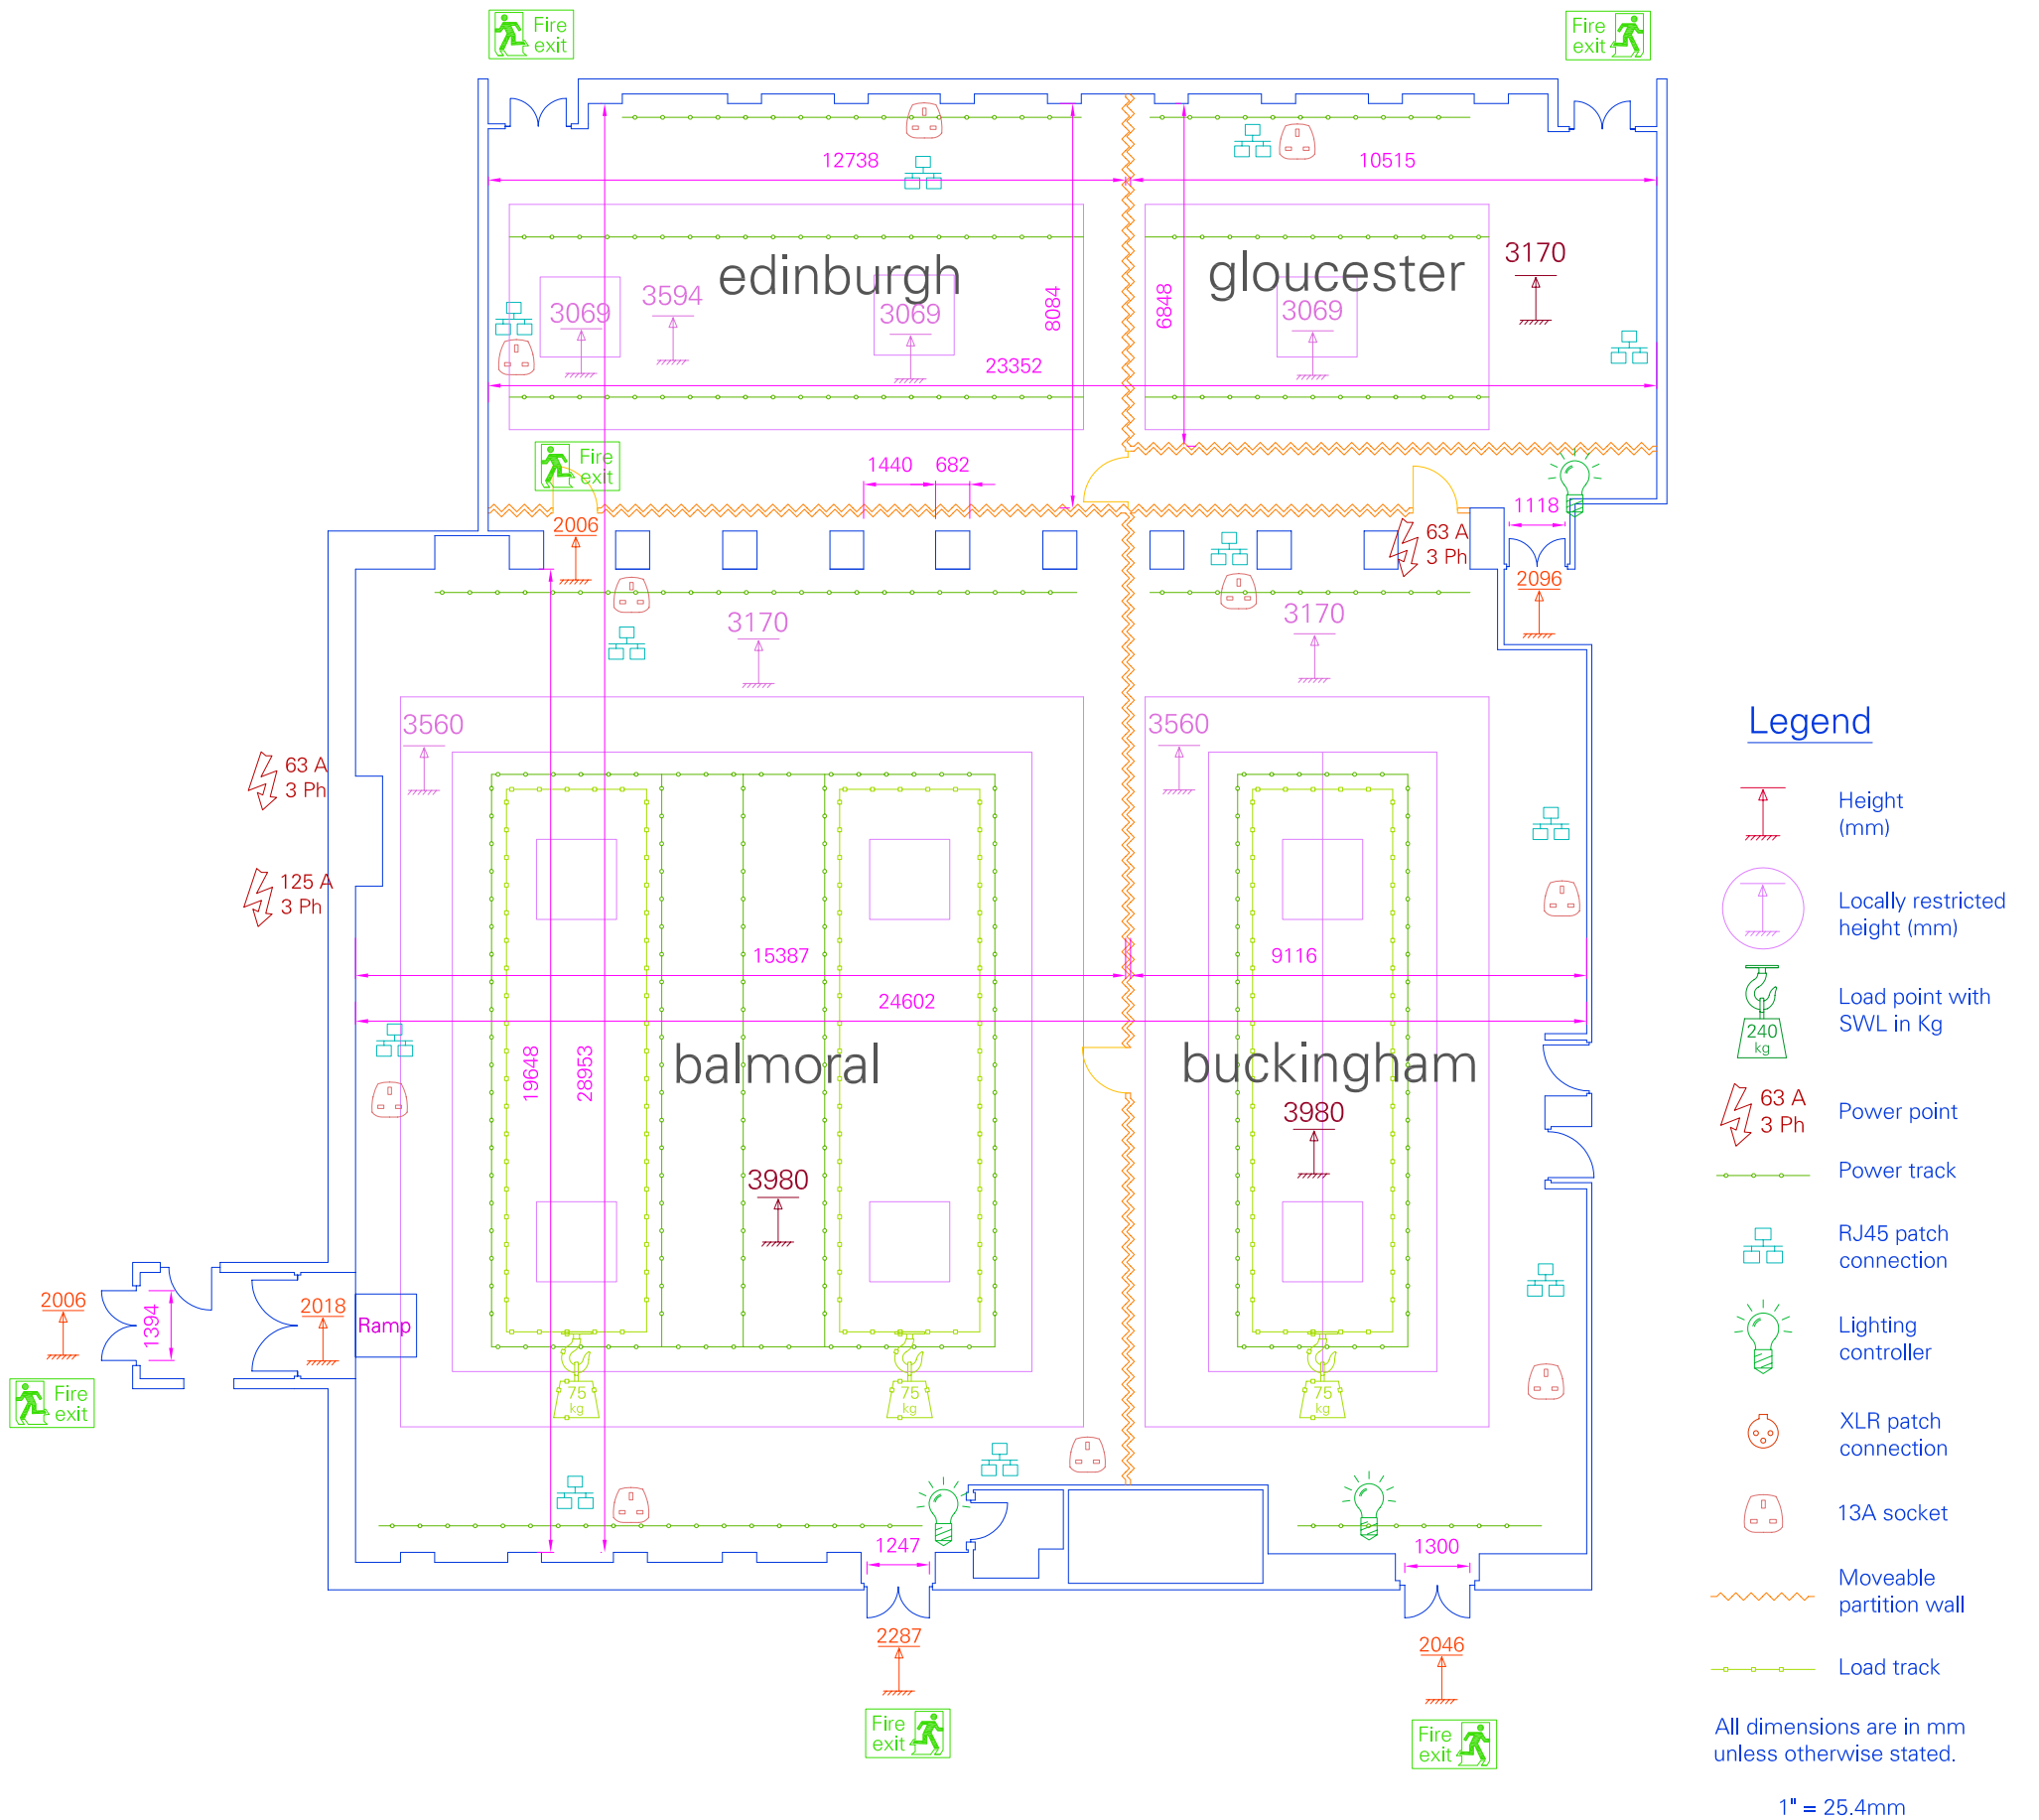 Fire
exit
Fire
exit
12738
10515
edinburgh
gloucester
3170
3069
3594
3069
8084
6848
3069
23352
Fire
exit
1440
682
1118
2006
63 A
3 Ph
2096
3170
3170
3560
3560
63 A
3 Ph
125 A
3 Ph
15387
9116
24602
19648
28953
balmoral
buckingham
3980
3980
2006
1394
2018
Ramp
Fire
exit
75
kg
75
kg
75
kg
1247
1300
2287
2046
Fire
exit
Fire
exit
Legend
Height
(mm)
Locally restricted
height (mm)
240
kg
Load point with
SWL in Kg
63 A
3 Ph
Power point
Power track
RJ45 patch
connection
Lighting
controller
XLR patch
connection
13A socket
Moveable
partition wall
Load track
All dimensions are in mm
unless otherwise stated.
1" = 25.4mm